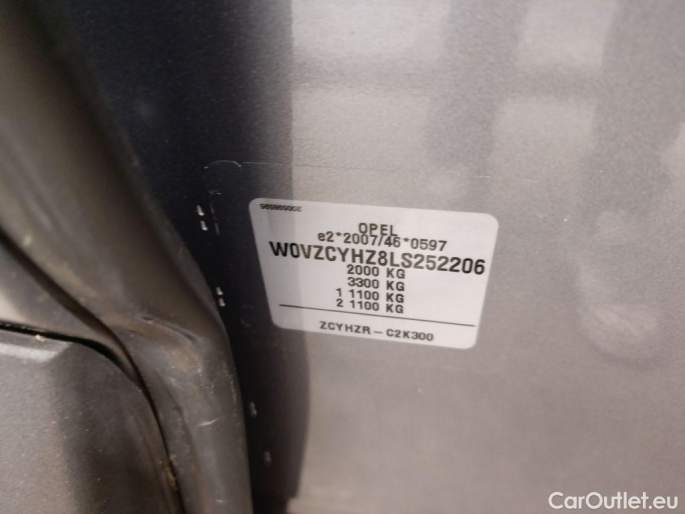 OPEL
e2*2007/46*0597
W0VZCYHZ8LS252206
2000 KG
3300 KG
1 1100 KG
2 1100 KG
ZCYHZR-C2K300
CarOutlet.eu